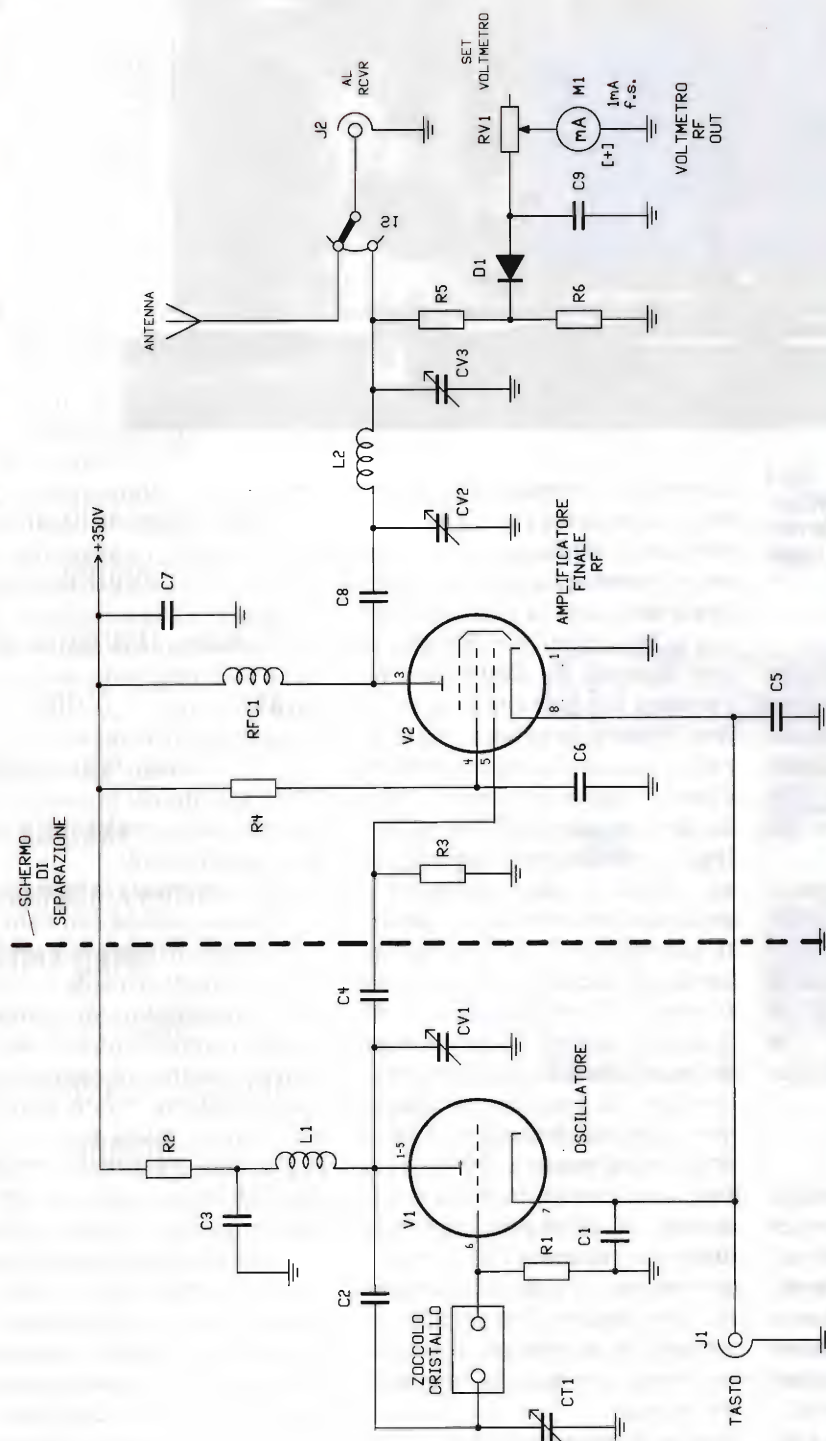 SCHERMO
DI
SEPARAZIONE
+350V
ANTENNA
J2
AL
RCVR
S1
R2
C3
L1
R4
RFC1
C7
C2
C4
C8
L2
CV1
CV2
CV3
R3
R5
R6
D1
C9
RV1
SET
VOLTMETRO
mA
[+]
M1
1mA
f.s.
VOLTMETRO
RF
OUT
ZOCCOLO
CRISTALLO
CT1
V1
1-5
6
7
OSCILLATORE
R1
C1
V2
3
4
5
8
1
AMPLIFICATORE
FINALE
RF
C6
C5
TASTO
J1